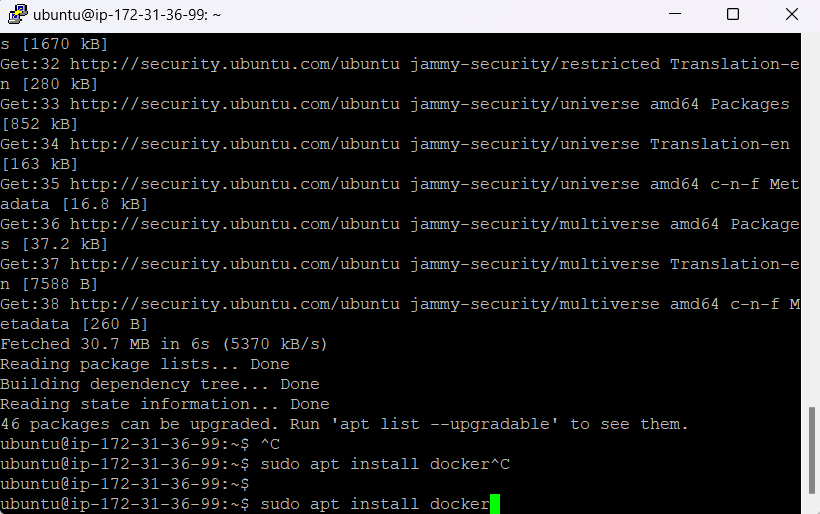 ubuntu@ip-172-31-36-99: ~
s [1670 kB]
Get:32 http://security.ubuntu.com/ubuntu jammy-security/restricted Translation-e
n [280 kB]
Get:33 http://security.ubuntu.com/ubuntu jammy-security/universe amd64 Packages
[852 kB]
Get:34 http://security.ubuntu.com/ubuntu jammy-security/universe Translation-en
[163 kB]
Get:35 http://security.ubuntu.com/ubuntu jammy-security/universe amd64 c-n-f Met
adata [16.8 kB]
Get:36 http://security.ubuntu.com/ubuntu jammy-security/multiverse amd64 Package
s [37.2 kB]
Get:37 http://security.ubuntu.com/ubuntu jammy-security/multiverse Translation-e
n [7588 B]
Get:38 http://security.ubuntu.com/ubuntu jammy-security/multiverse amd64 c-n-f M
etadata [260 B]
Fetched 30.7 MB in 6s (5370 kB/s)
Reading package lists... Done
Building dependency tree... Done
Reading state information... Done
46 packages can be upgraded. Run 'apt list --upgradable' to see them.
ubuntu@ip-172-31-36-99:~$ ^C
ubuntu@ip-172-31-36-99:~$ sudo apt install docker^C
ubuntu@ip-172-31-36-99:~$
ubuntu@ip-172-31-36-99:~$ sudo apt install docker